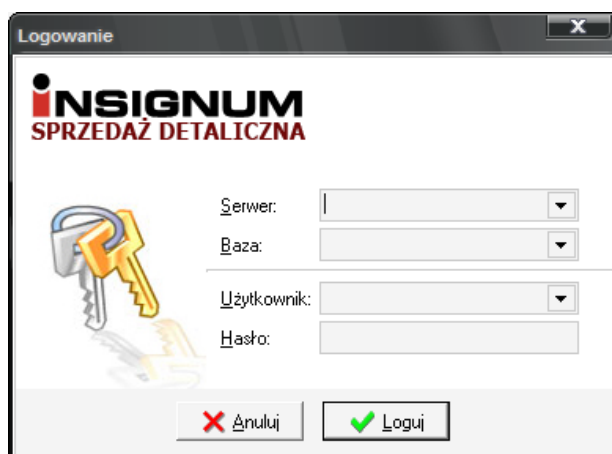 Logowanie
INSIGNUM
SPRZEDAŻ DETALICZNA
Serwer:
Baza:
Użytkownik:
Hasło:
Anuluj
Loguj